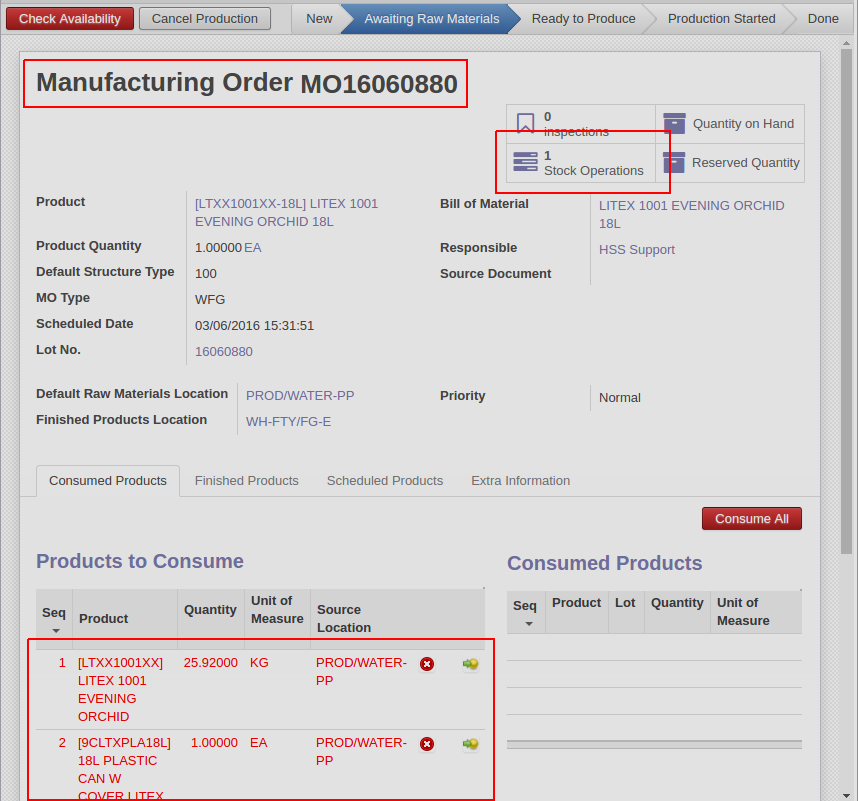 Check Availability Cancel Production New Awaiting Raw Materials Ready to Produce Production Started Done
Manufacturing Order MO16060880
0
Inspections
Quantity on Hand
1
Stock Operations
Reserved Quantity
Product [LTXX1001XX-18L] LITEX 1001
EVENING ORCHID 18L
Product Quantity 1.00000 EA
Default Structure Type 100
MO Type WFG
Scheduled Date 03/06/2016 15:31:51
Lot No. 16060880
Bill of Material LITEX 1001 EVENING ORCHID
18L
Responsible HSS Support
Source Document
Default Raw Materials Location PROD/WATER-PP
Finished Products Location WH-FTY/FG-E
Priority Normal
Consumed Products Finished Products Scheduled Products Extra Information
Consume All
Products to Consume
Seq Product Quantity Unit of
Measure Source
Location
1 [LTXX1001XX]
LITEX 1001
EVENING
ORCHID 25.92000 KG PROD/WATER-
PP
2 [9CLTXPLA18L]
18L PLASTIC
CAN W
COVER LITEX 1.00000 EA PROD/WATER-
PP
Consumed Products
Seq Product Lot Quantity Unit of
Measure